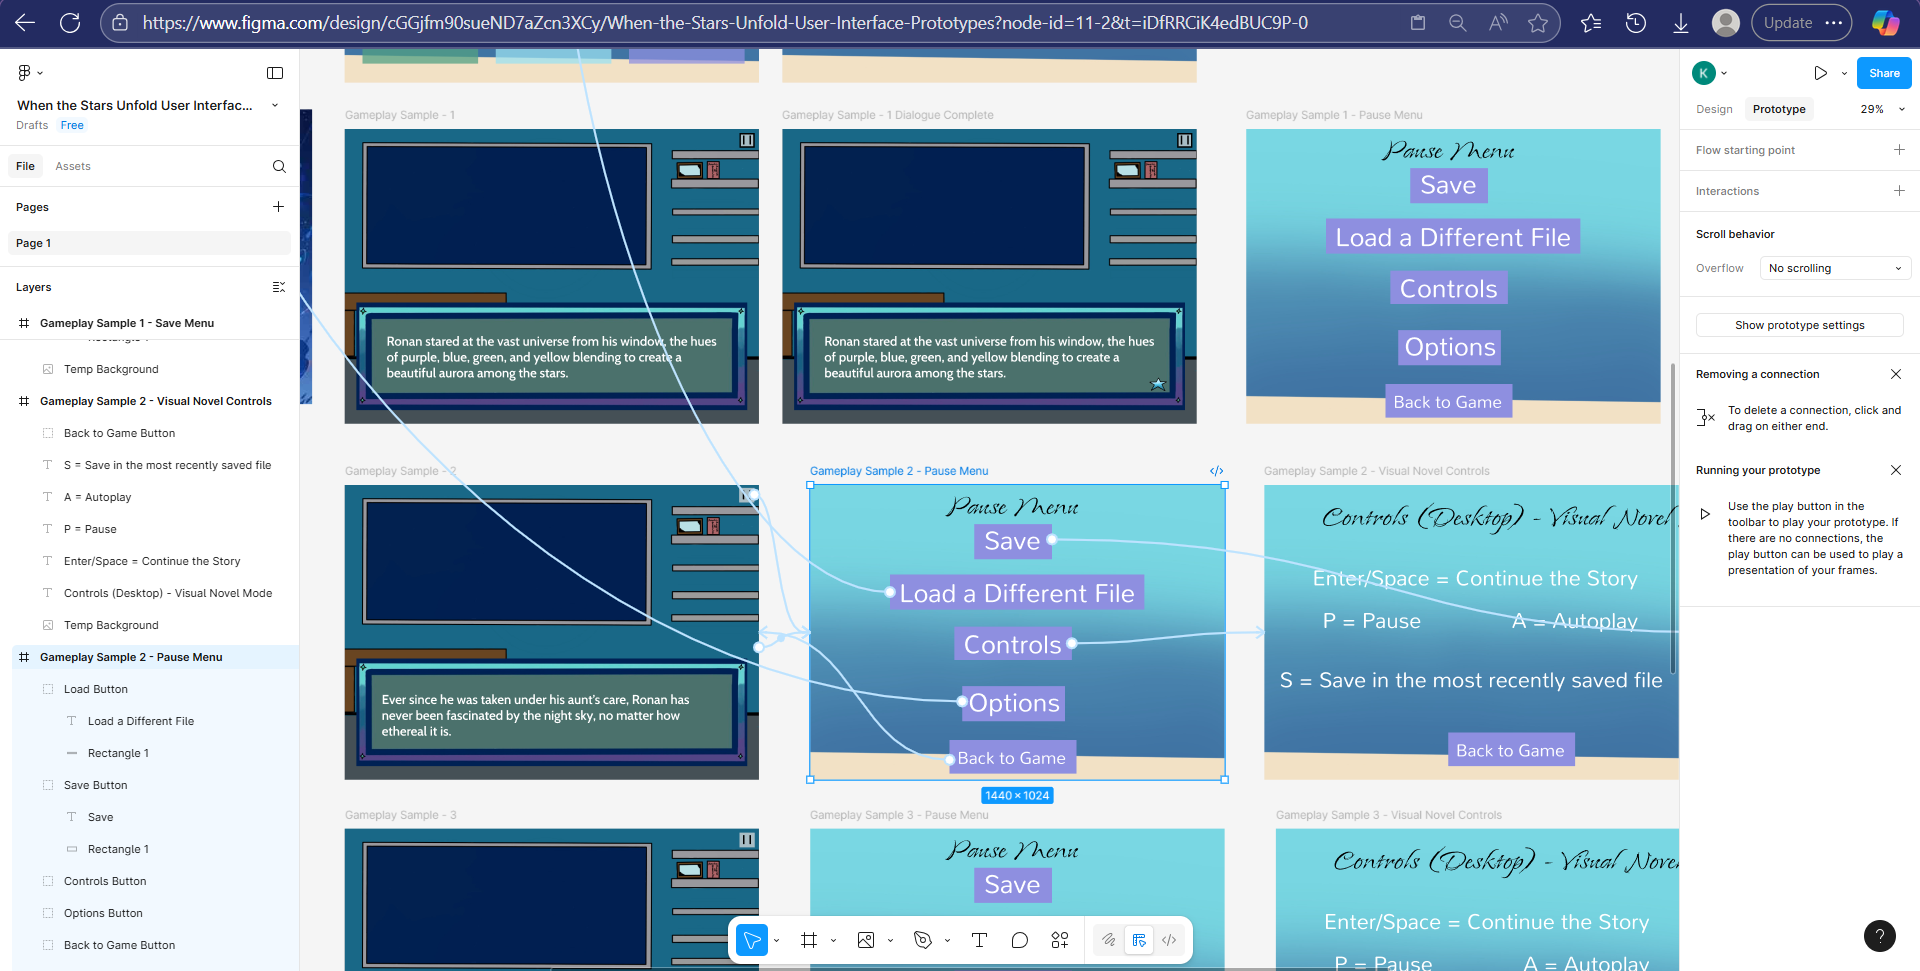 https://www.figma.com/design/cGGjfm90sueND7aZcn3XCy/When-the-Stars-Unfold-User-Interface-Prototypes?node-id=11-2&t=iDfRRCiK4edBUC9P-0
Update
When the Stars Unfold User Interfac...
Drafts
Free
File
Assets
Pages
Page 1
Layers
Gameplay Sample 1 - Save Menu
Temp Background
Gameplay Sample 2 - Visual Novel Controls
Back to Game Button
S = Save in the most recently saved file
A = Autoplay
P = Pause
Enter/Space = Continue the Story
Controls (Desktop) - Visual Novel Mode
Temp Background
Gameplay Sample 2 - Pause Menu
Load Button
Load a Different File
Rectangle 1
Save Button
Save
Rectangle 1
Controls Button
Options Button
Back to Game Button
Gameplay Sample - 1
Ronan stared at the vast universe from his window, the hues
of purple, blue, green, and yellow blending to create a
beautiful aurora among the stars.
Gameplay Sample - 1 Dialogue Complete
Ronan stared at the vast universe from his window, the hues
of purple, blue, green, and yellow blending to create a
beautiful aurora among the stars.
Gameplay Sample 1 - Pause Menu
Pause Menu
Save
Load a Different File
Controls
Options
Back to Game
Gameplay Sample - 2
Ever since he was taken under his aunt's care, Ronan has
never been fascinated by the night sky, no matter how
ethereal it is.
Gameplay Sample 2 - Pause Menu
Pause Menu
Save
Load a Different File
Controls
Options
Back to Game
1440 × 1024
Gameplay Sample 2 - Visual Novel Controls
Controls (Desktop) - Visual Novel
Enter/Space = Continue the Story
P = Pause
A = Autoplay
S = Save in the most recently saved file
Back to Game
Gameplay Sample - 3
Gameplay Sample 3 - Pause Menu
Pause Menu
Save
Gameplay Sample 3 - Visual Novel Controls
Controls (Desktop) - Visual Nove
Enter/Space = Continue the Story
P = Pause
A = Autoplay
K
Share
Design
Prototype
29%
Flow starting point
Interactions
Scroll behavior
Overflow
No scrolling
Show prototype settings
Removing a connection
To delete a connection, click and
drag on either end.
Running your prototype
Use the play button in the
toolbar to play your prototype. If
there are no connections, the
play button can be used to play a
presentation of your frames.
?